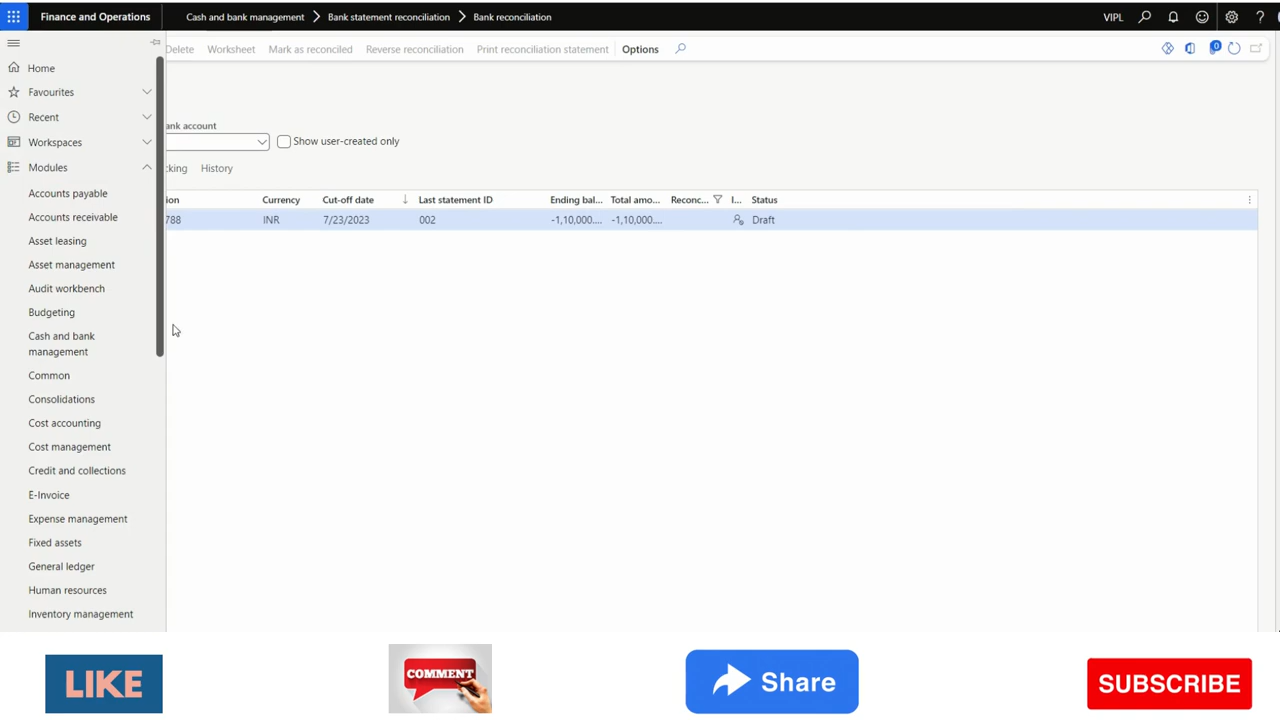 Finance and Operations Cash and bank management Bank statement reconciliation Bank reconciliation VIPL
Delete Worksheet Mark as reconciled Reverse reconciliation Print reconciliation statement Options 0
Home
Favourites
Recent
Workspaces
Modules
Accounts payable
Accounts receivable
Asset leasing
Asset management
Audit workbench
Budgeting
Cash and bank
management
Common
Consolidations
Cost accounting
Cost management
Credit and collections
E-Invoice
Expense management
Fixed assets
General ledger
Human resources
Inventory management
ank account
Show user-created only
cking History
ion Currency Cut-off date Last statement ID Ending bal... Total amo... Reconc... I... Status
788 INR 7/23/2023 002 -1,10,000.... -1,10,000.... Draft
LIKE COMMENT Share SUBSCRIBE